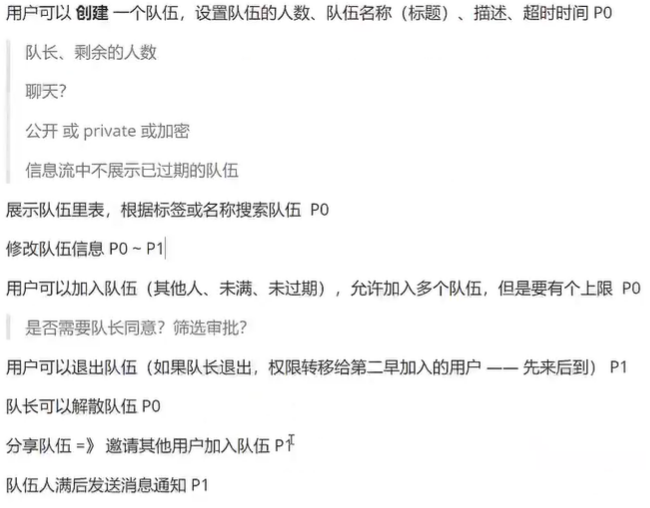 用户可以 创建 一个队伍，设置队伍的人数、队伍名称（标题）、描述、超时时间 P0
队长、剩余的人数
聊天？
公开 或 private 或加密
信息流中不展示已过期的队伍
展示队伍里表，根据标签或名称搜索队伍 P0
修改队伍信息 P0 ~ P1
用户可以加入队伍（其他人、未满、未过期），允许加入多个队伍，但是要有个上限 P0
是否需要队长同意？筛选审批？
用户可以退出队伍（如果队长退出，权限转移给第二早加入的用户 —— 先来后到） P1
队长可以解散队伍 P0
分享队伍 =》 邀请其他用户加入队伍 P1
队伍人满后发送消息通知 P1